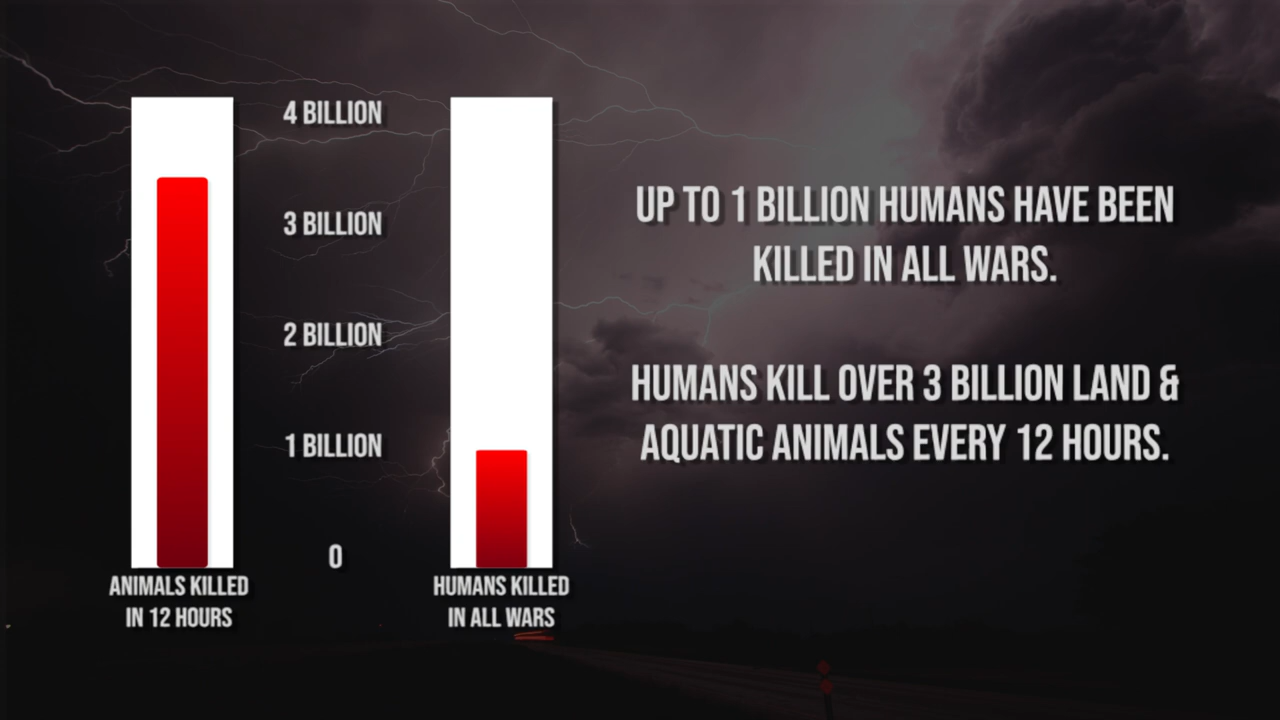 4 BILLION
3 BILLION
2 BILLION
1 BILLION
0
ANIMALS KILLED
IN 12 HOURS
HUMANS KILLED
IN ALL WARS
UP TO 1 BILLION HUMANS HAVE BEEN
KILLED IN ALL WARS.
HUMANS KILL OVER 3 BILLION LAND &
AQUATIC ANIMALS EVERY 12 HOURS.